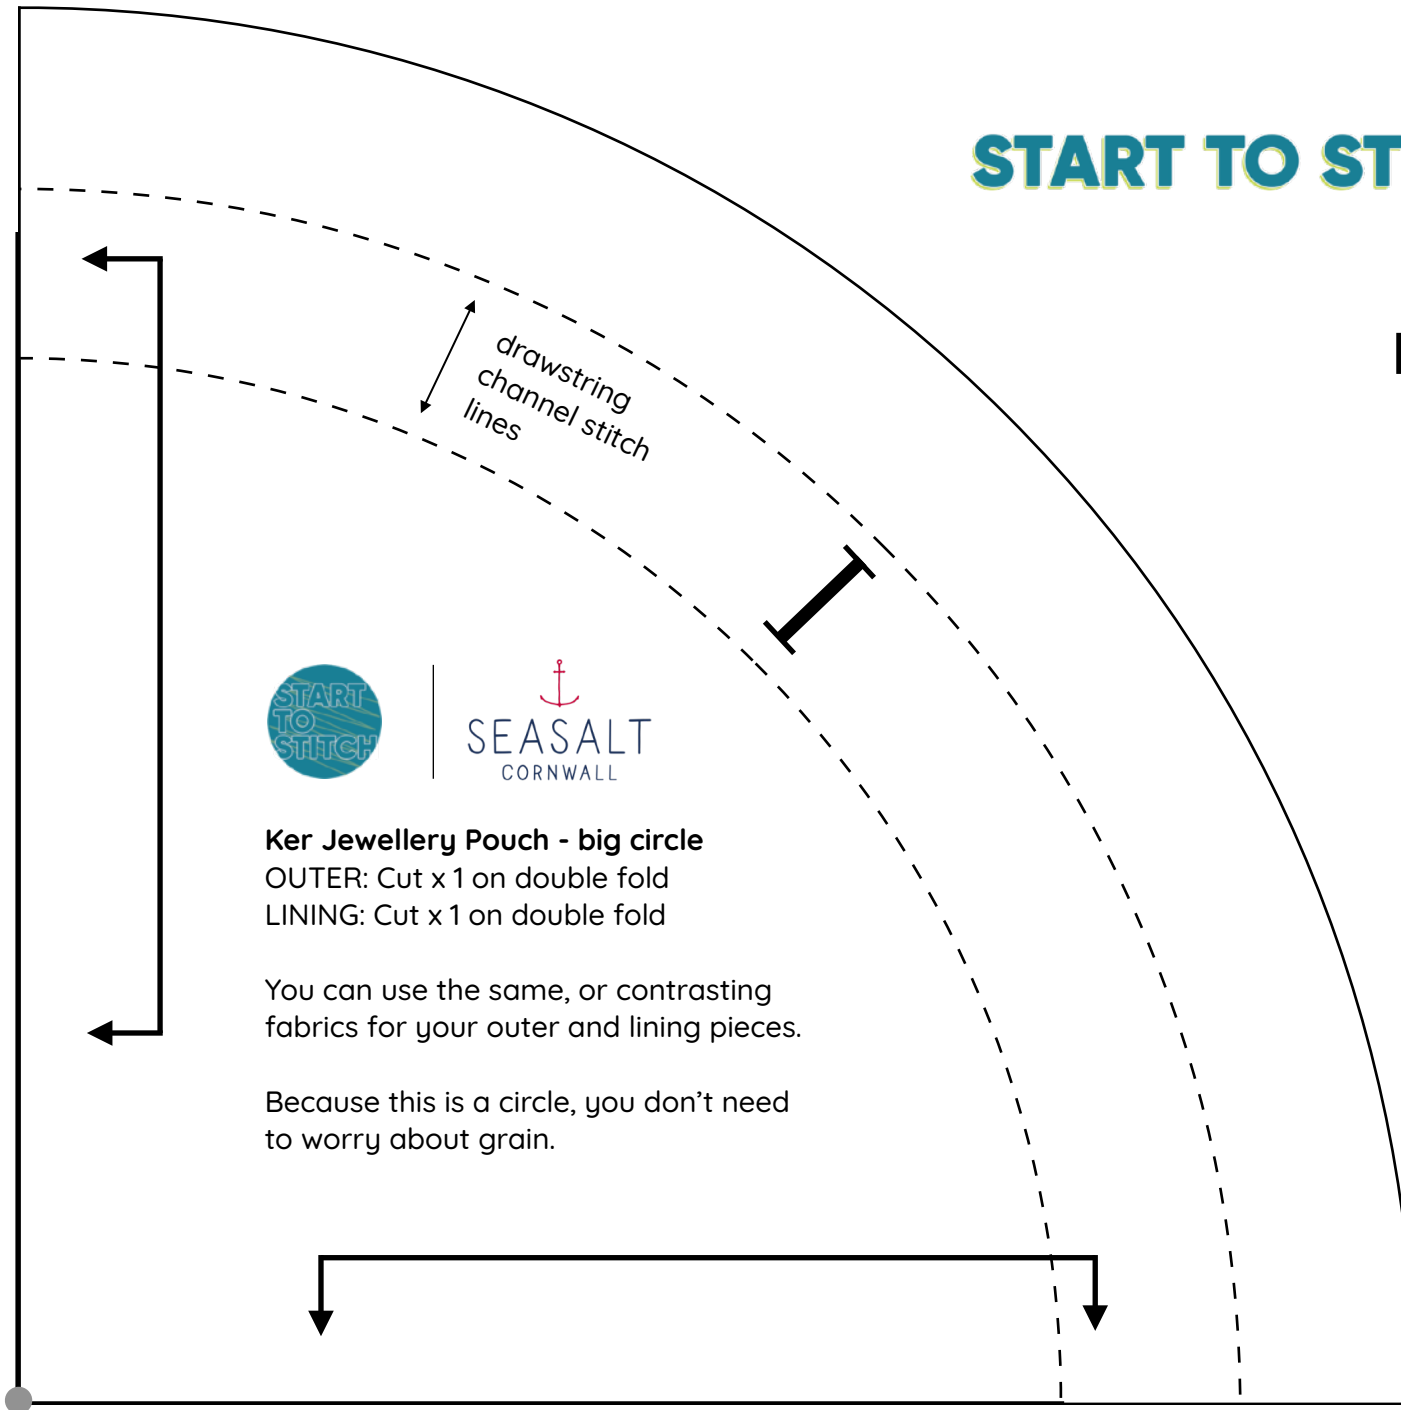 START TO ST
drawstring
channel stitch
lines
START
TO
STITCH
SEASALT
CORNWALL
Ker Jewellery Pouch - big circle
OUTER: Cut x 1 on double fold
LINING: Cut x 1 on double fold
You can use the same, or contrasting
fabrics for your outer and lining pieces.
Because this is a circle, you don’t need
to worry about grain.